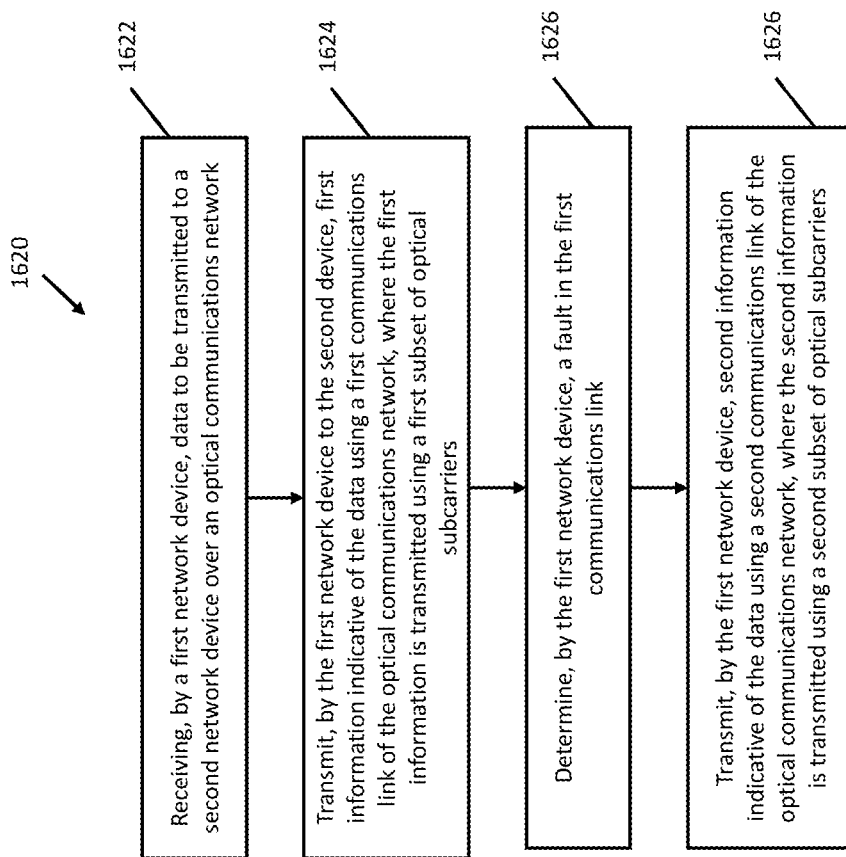 1620
Receiving, by a first network device, data to be transmitted to a
second network device over an optical communications network
1622
Transmit, by the first network device to the second device, first
information indicative of the data using a first communications
link of the optical communications network, where the first
information is transmitted using a first subset of optical
subcarriers
1624
Determine, by the first network device, a fault in the first
communications link
1626
Transmit, by the first network device, second information
indicative of the data using a second communications link of the
optical communications network, where the second information
is transmitted using a second subset of optical subcarriers
1626